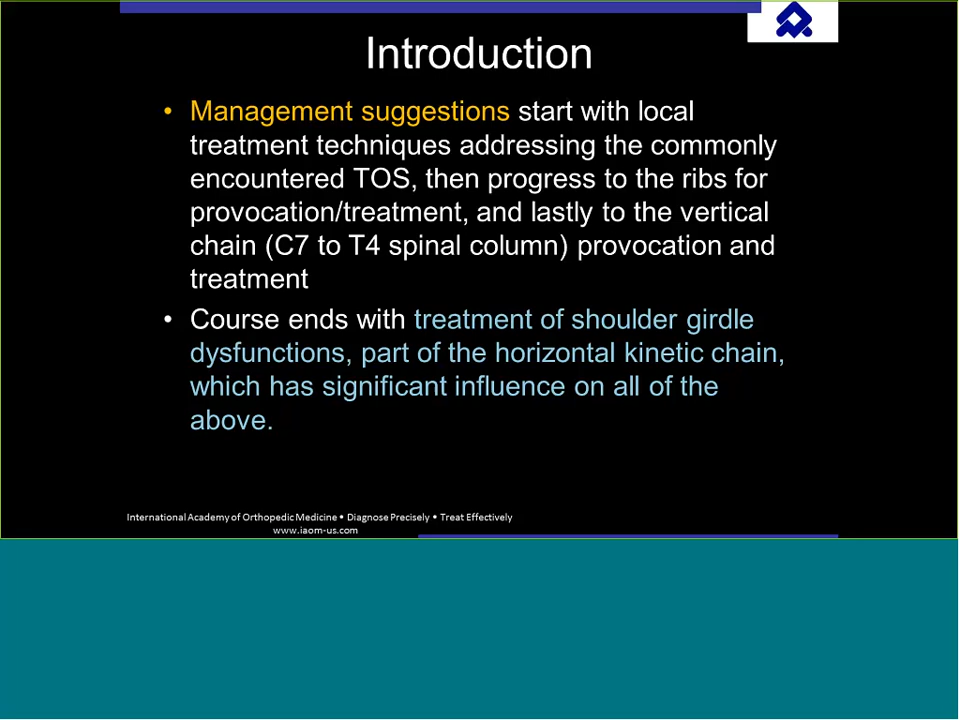 Introduction
• Management suggestions start with local
treatment techniques addressing the commonly
encountered TOS, then progress to the ribs for
provocation/treatment, and lastly to the vertical
chain (C7 to T4 spinal column) provocation and
treatment
• Course ends with treatment of shoulder girdle
dysfunctions, part of the horizontal kinetic chain,
which has significant influence on all of the
above.
International Academy of Orthopedic Medicine • Diagnose Precisely • Treat Effectively
www.iaom-us.com